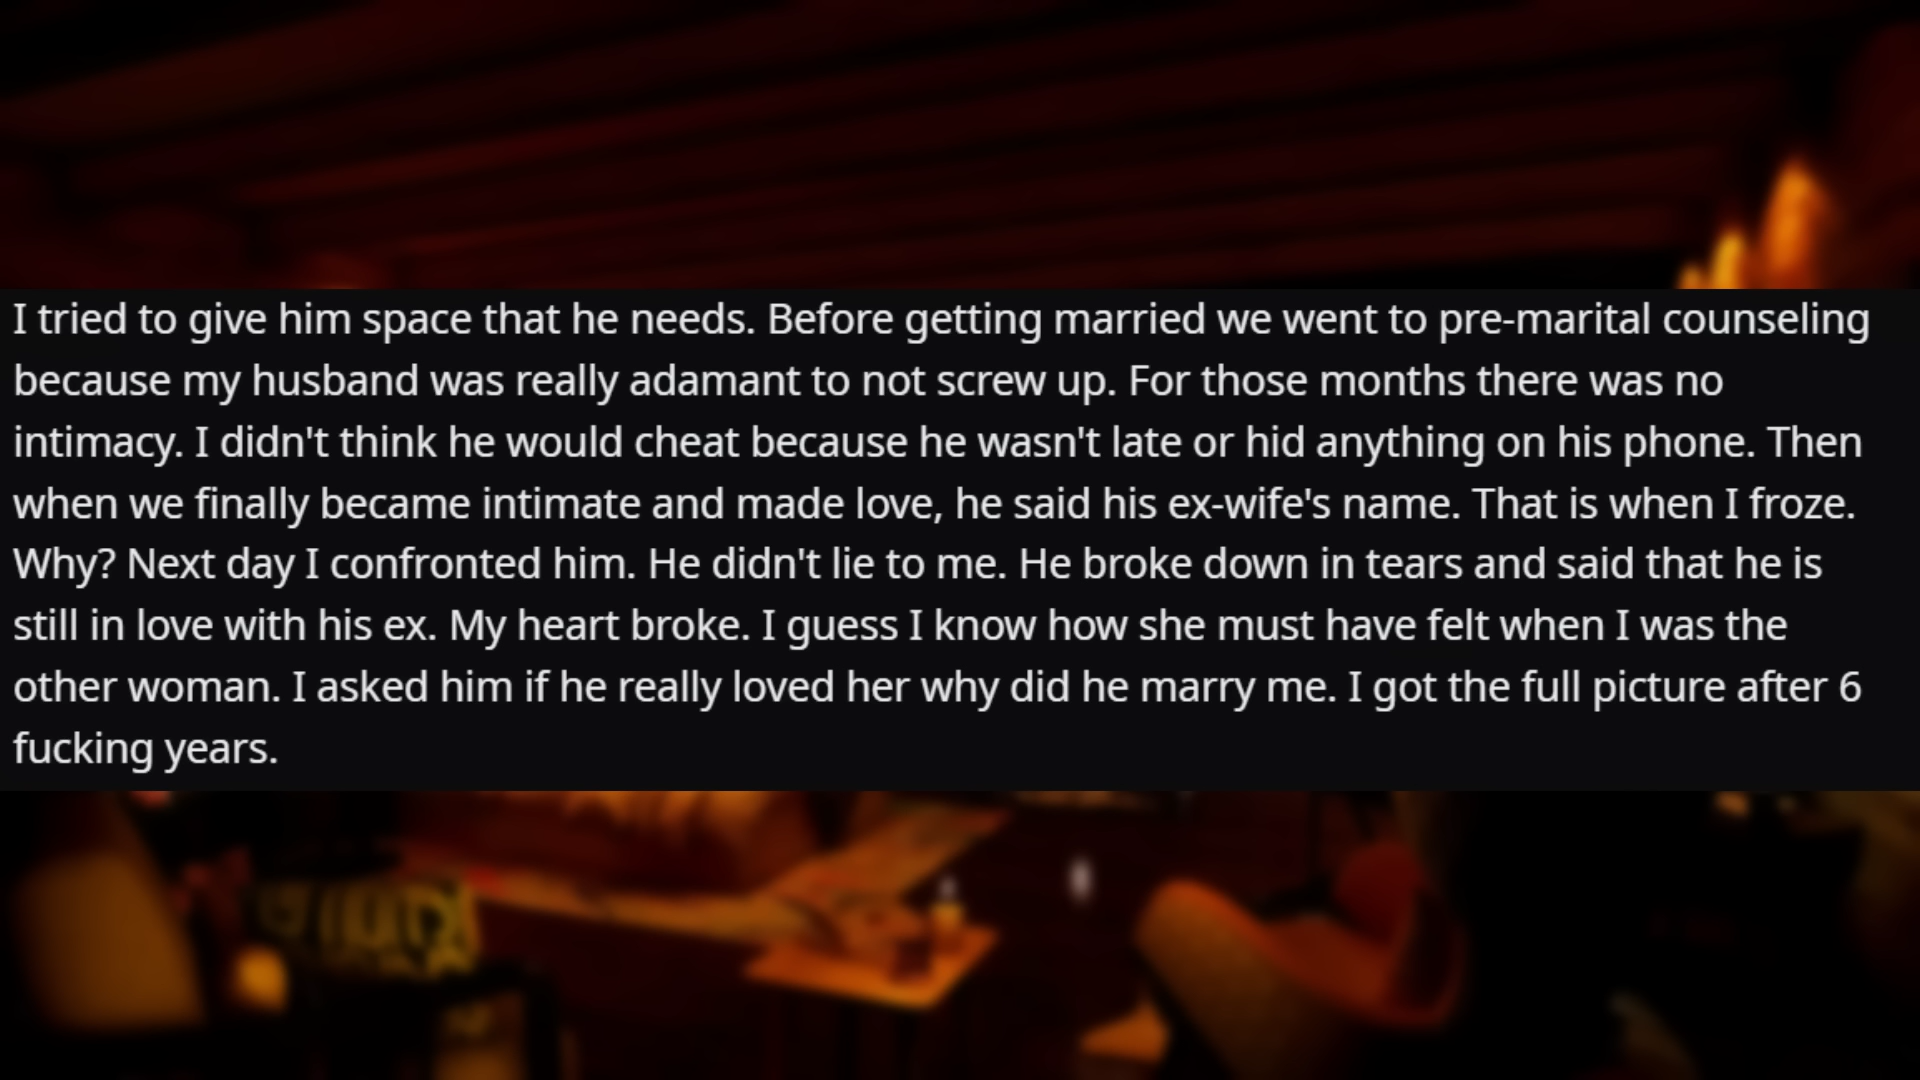 I tried to give him space that he needs. Before getting married we went to pre-marital counseling
because my husband was really adamant to not screw up. For those months there was no
intimacy. I didn't think he would cheat because he wasn't late or hid anything on his phone. Then
when we finally became intimate and made love, he said his ex-wife's name. That is when I froze.
Why? Next day I confronted him. He didn't lie to me. He broke down in tears and said that he is
still in love with his ex. My heart broke. I guess I know how she must have felt when I was the
other woman. I asked him if he really loved her why did he marry me. I got the full picture after 6
fucking years.